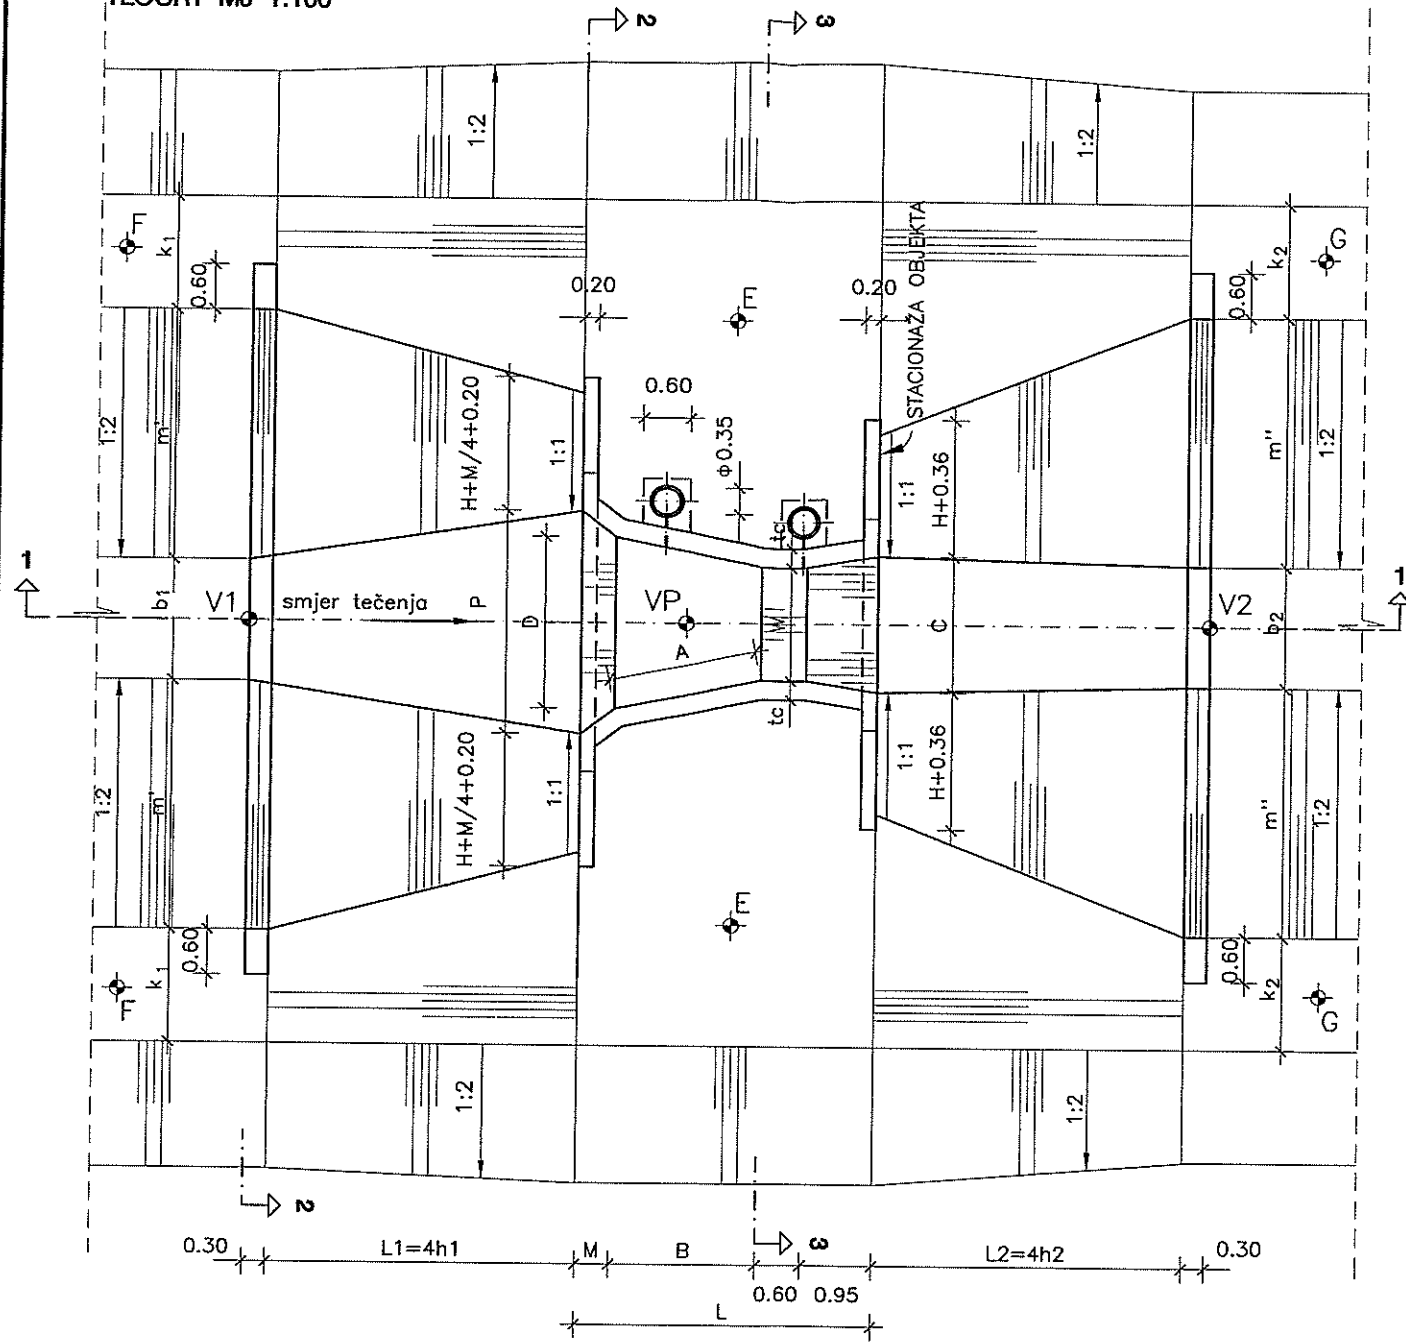 TLOCRT MJ 1:100
2
3
1:2
1:2
F
k1
0.60
0.20
E
0.20
STACIONAŽA OBJEKTA
k2
G
0.60
1:2
m'
H+M/4+0.20
1:1
0.60
ϕ0.35
tc
1:1
H+0.36
m''
1:2
1
b1
V1
smjer tečenja
P
D
VP
A
W
C
V2
b2
1
1:2
m'
H+M/4+0.20
1:1
tc
1:1
H+0.36
m''
1:2
0.60
k1
F
E
0.60
k2
G
1:2
1:2
2
3
0.30
L1=4h1
M
B
0.60
0.95
L2=4h2
0.30
L